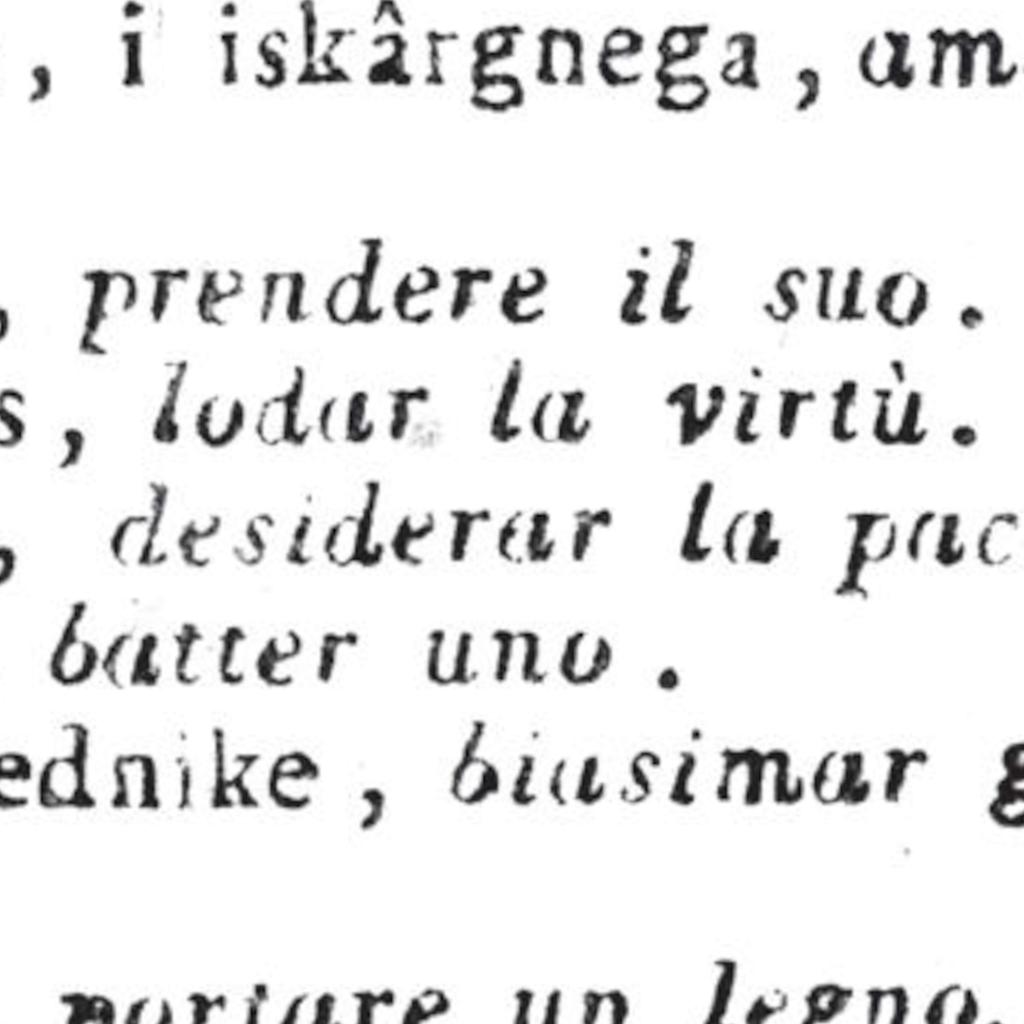 , i iskârgnega, am
, prendere il suo.
s, lodar la virtù.
, desiderar la pac
batter uno.
ednike, biasimar g
portare un legno.